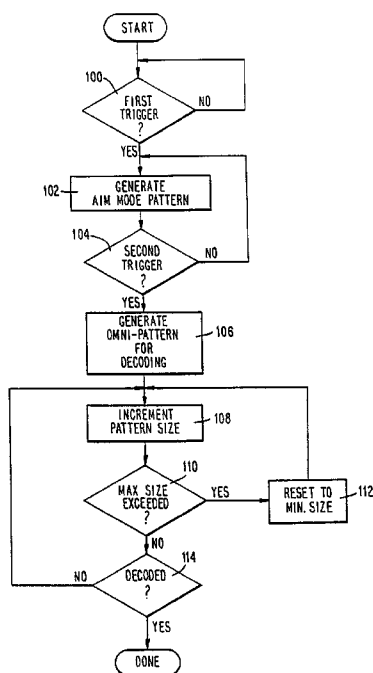 START
100
FIRST
TRIGGER
?
NO
YES
102
GENERATE
AIM MODE PATTERN
104
SECOND
TRIGGER
?
NO
YES
GENERATE
OMNI-PATTERN
FOR
DECODING
106
INCREMENT
PATTERN SIZE
108
110
MAX SIZE
EXCEEDED
?
YES
RESET TO
MIN. SIZE
112
NO
114
DECODED
?
NO
YES
DONE